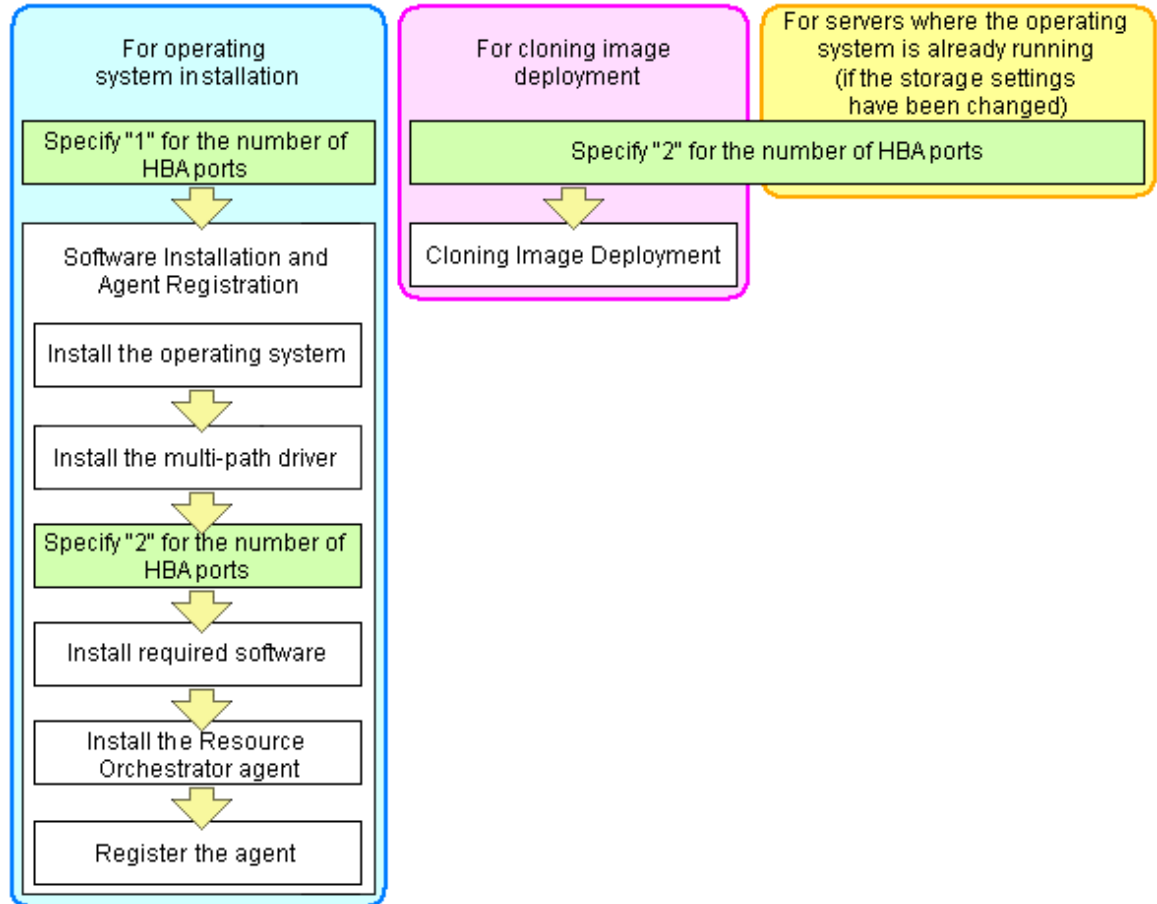 For operating
system in stallation
Specify "1" for the number of
HBA ports
Software Installation and
Agent Registration
Install the operating system
Install the multi-path driver
Specify "2" for the number of
HBA ports
Install required software
Install the Resource
Orchestrator agent
Register the agent
For cloning image
deployment
For servers where the operating
system is already running
(if the storage settings
have been changed)
Specify "2" for the number of HBA ports
Cloning Image Deployment